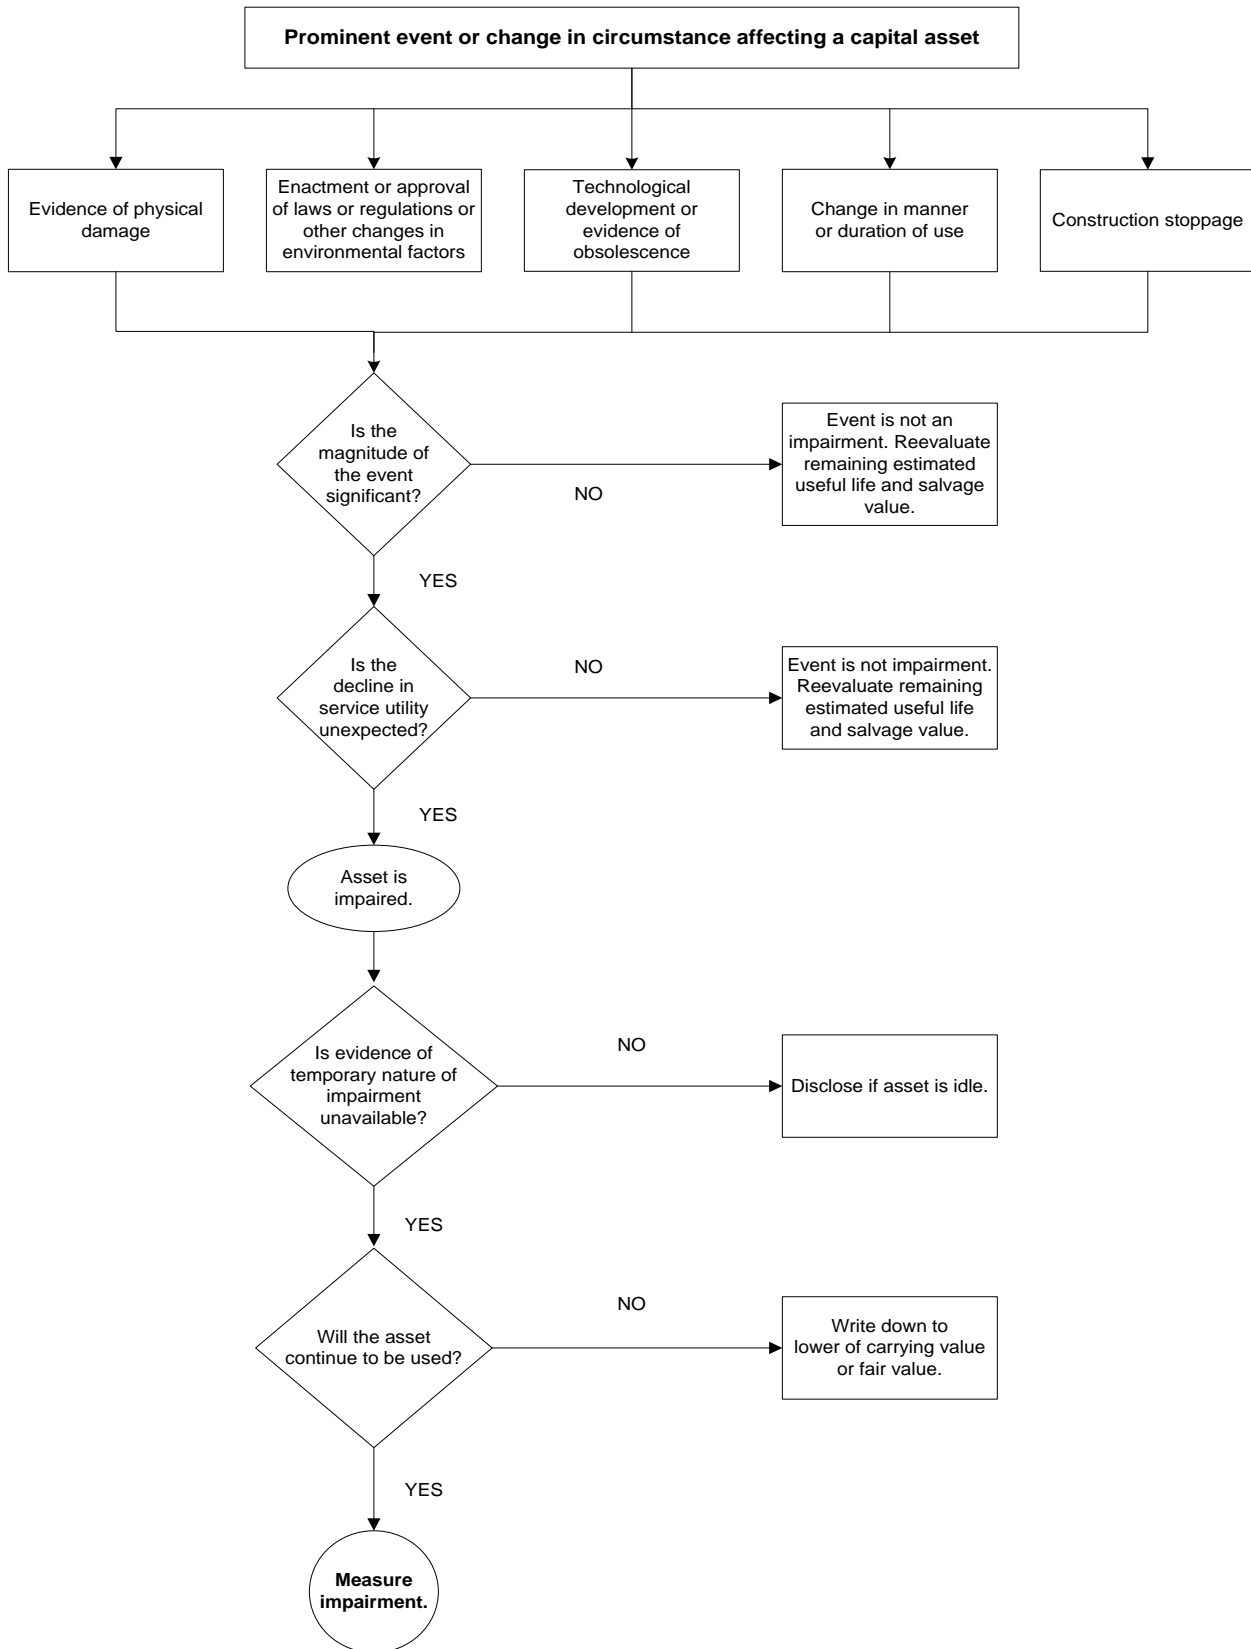 Prominent event or change in circumstance affecting a capital asset
Evidence of physical
damage
Enactment or approval
of laws or regulations or
other changes in
environmental factors
Technological
development or
evidence of
obsolescence
Change in manner
or duration of use
Construction stoppage
Is the
magnitude of
the event
significant?
NO
Event is not an
impairment. Reevaluate
remaining estimated
useful life and salvage
value.
YES
Is the
decline in
service utility
unexpected?
NO
Event is not impairment.
Reevaluate remaining
estimated useful life
and salvage value.
YES
Asset is
impaired.
Is evidence of
temporary nature of
impairment
unavailable?
NO
Disclose if asset is idle.
YES
Will the asset
continue to be used?
NO
Write down to
lower of carrying value
or fair value.
YES
Measure
impairment.